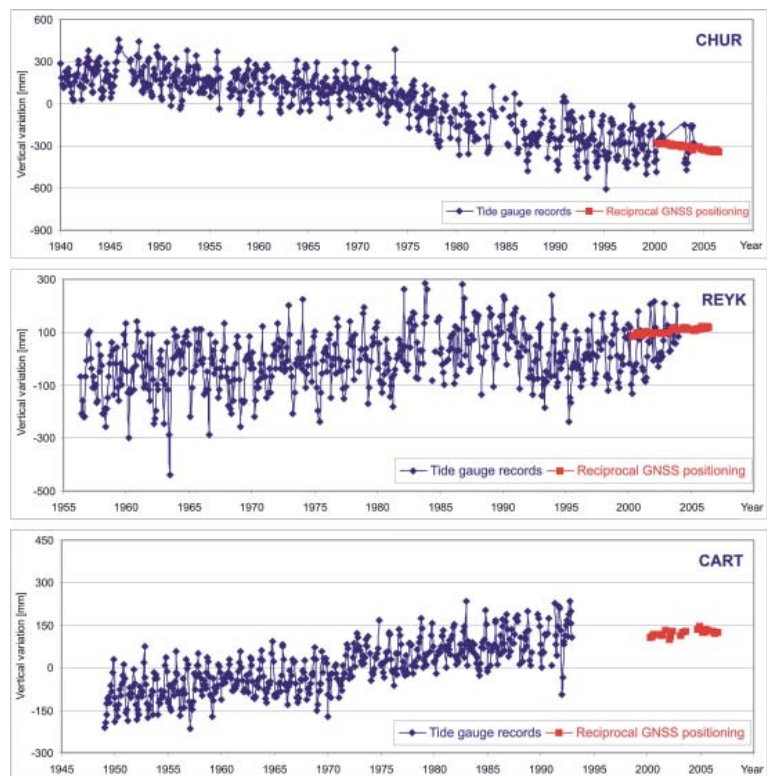 600
CHUR
300
0
-300
-600
-900
Vertical variation [mm]
Tide gauge records Reciprocal GNSS positioning
1940 1945 1950 1955 1960 1965 1970 1975 1980 1985 1990 1995 2000 2005 Year
300
REYK
100
-100
-300
-500
Vertical variation [mm]
Tide gauge records Reciprocal GNSS positioning
1955 1960 1965 1970 1975 1980 1985 1990 1995 2000 2005 Year
450
CART
300
150
0
-150
-300
Vertical variation [mm]
Tide gauge records Reciprocal GNSS positioning
1945 1950 1955 1960 1965 1970 1975 1980 1985 1990 1995 2000 2005 Year